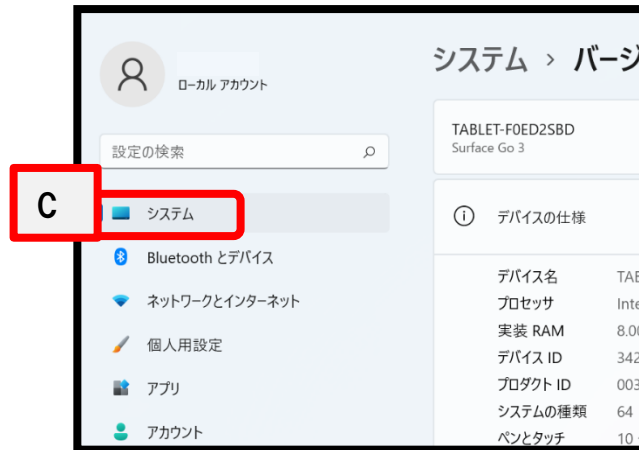 ローカル アカウント
システム › バージ
設定の検索
TABLET-F0ED2SBD
Surface Go 3
C
システム
デバイスの仕様
Bluetooth とデバイス
ネットワークとインターネット
個人用設定
アプリ
アカウント
デバイス名 TAB
プロセッサ Inte
実装 RAM 8.00
デバイス ID 342
プロダクト ID 003
システムの種類 64
ペンとタッチ 10